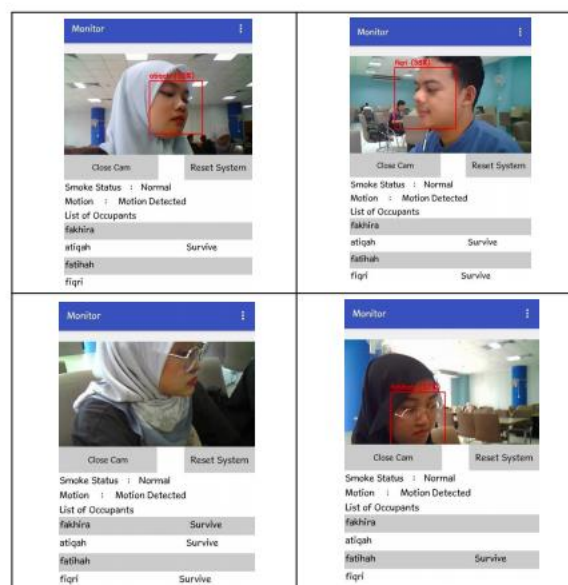 Monitor
Close Cam Reset System
Smoke Status : Normal
Motion : Motion Detected
List of Occupants
fakhira
atiqah Survive
fatihah
fiqri
Monitor
fiqri (56%)
Close Cam Reset System
Smoke Status : Normal
Motion : Motion Detected
List of Occupants
fakhira
atiqah Survive
fatihah
fiqri Survive
Monitor
Close Cam Reset System
Smoke Status : Normal
Motion : Motion Detected
List of Occupants
fakhira Survive
atiqah Survive
fatihah
fiqri Survive
Monitor
Close Cam Reset System
Smoke Status : Normal
Motion : Motion Detected
List of Occupants
fakhira
atiqah
fatihah Survive
fiqri